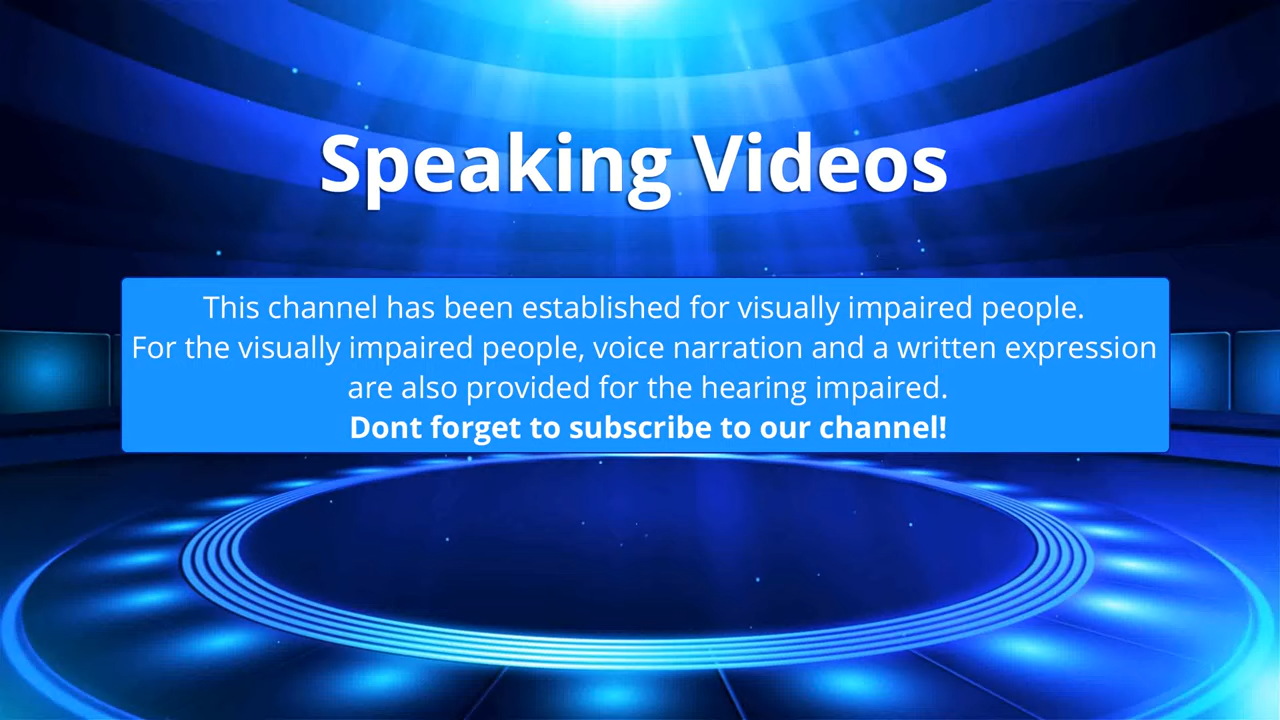 Speaking Videos
This channel has been established for visually impaired people.
For the visually impaired people, voice narration and a written expression
are also provided for the hearing impaired.
Dont forget to subscribe to our channel!